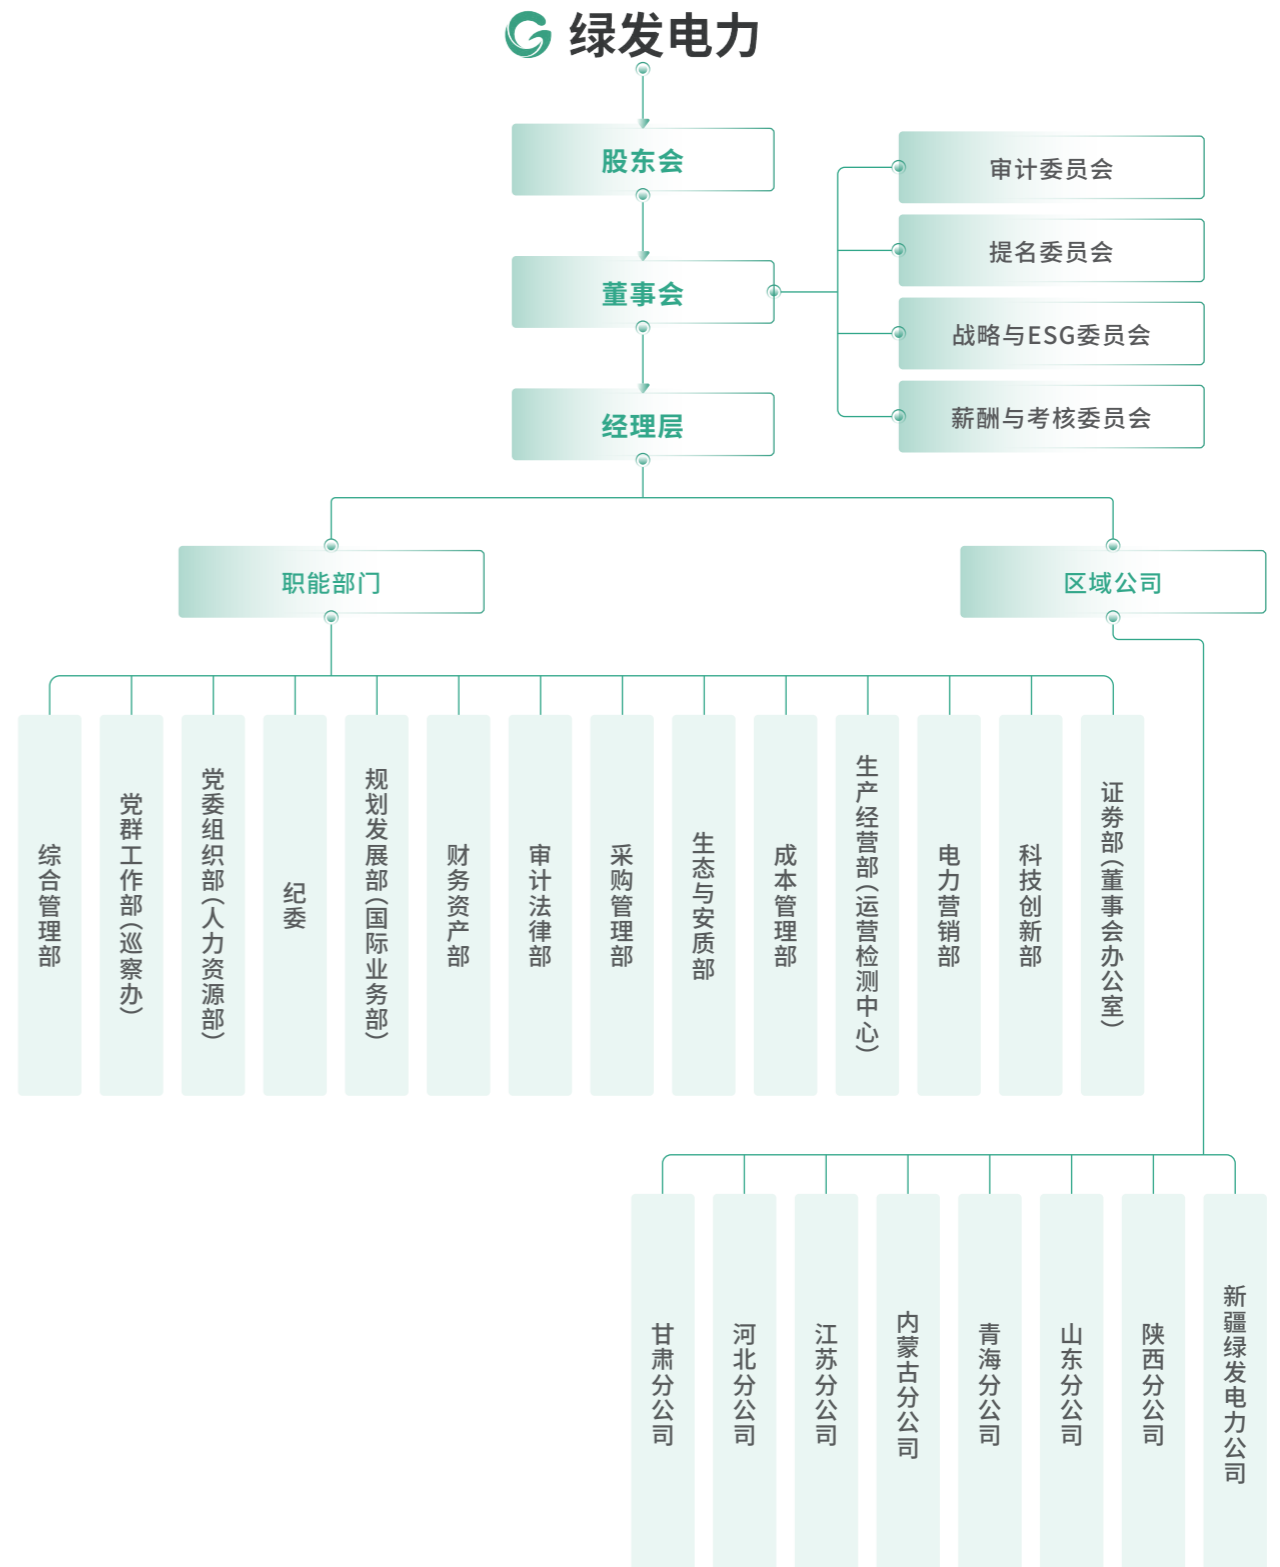 绿发电力
股东会
董事会
经理层
审计委员会
提名委员会
战略与ESG委员会
薪酬与考核委员会
职能部门
区域公司
综合管理部
党群工作部（巡察办）
党委组织部（人力资源部）
纪委
规划发展部（国际业务部）
财务资产部
审计法律部
采购管理部
生态与安质部
成本管理部
生产经营部（运营检测中心）
电力营销部
科技创新部
证券部（董事会办公室）
甘肃分公司
河北分公司
江苏分公司
内蒙古分公司
青海分公司
山东分公司
陕西分公司
新疆绿发电力公司